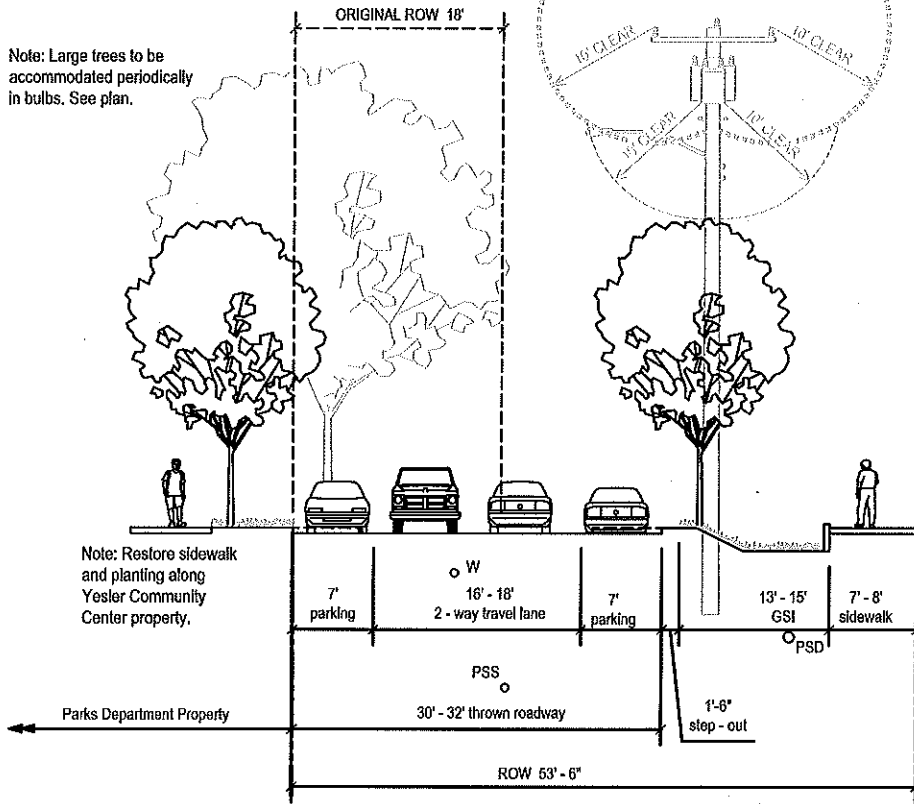 ORIGINAL ROW 18'
Note: Large trees to be
accommodated periodically
in bulbs. See plan.
10' CLEAR
10' CLEAR
10' CLEAR
10' CLEAR
Note: Restore sidewalk
and planting along
Yesler Community
Center property.
W
7'
parking
16' - 18'
2 - way travel lane
7'
parking
13' - 15'
GSI
7' - 8'
sidewalk
PSD
PSS
Parks Department Property
30' - 32' thrown roadway
1'-6"
step - out
ROW 53' - 6"